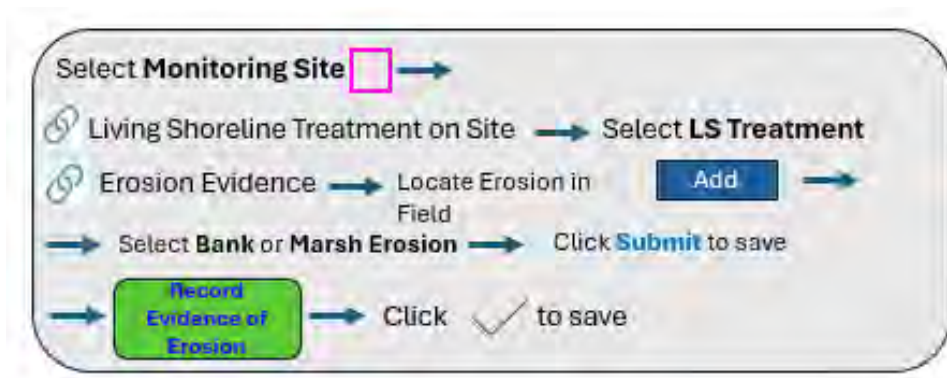 Select Monitoring Site
Living Shoreline Treatment on Site Select LS Treatment
Erosion Evidence Locate Erosion in Field Add
Select Bank or Marsh Erosion Click Submit to save
Record Evidence of Erosion Click to save